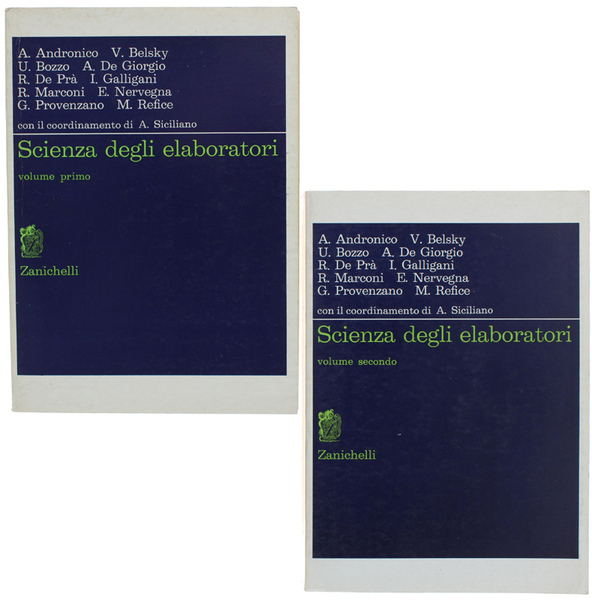 A. Andronico V. Belsky
U. Bozzo A. De Giorgio
R. De Prà I. Galligani
R. Marconi E. Nervegna
G. Provenzano M. Refice
con il coordinamento di A. Siciliano
Scienza degli elaboratori
volume primo
Zanichelli
A. Andronico V. Belsky
U. Bozzo A. De Giorgio
R. De Prà I. Galligani
R. Marconi E. Nervegna
G. Provenzano M. Refice
con il coordinamento di A. Siciliano
Scienza degli elaboratori
volume secondo
Zanichelli